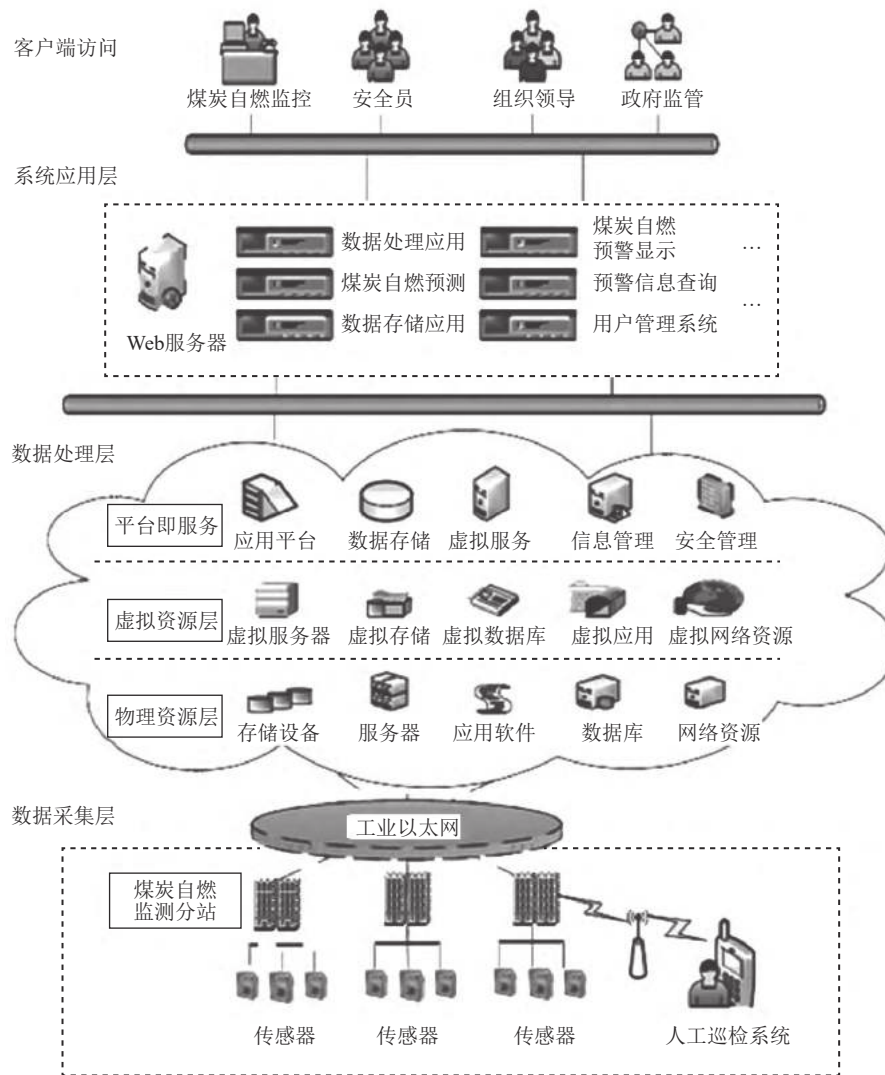 客户端访问
煤炭自燃监控
安全员
组织领导
政府监管
系统应用层
Web服务器
数据处理应用
煤炭自燃
预警显示
…
煤炭自燃预测
预警信息查询
…
数据存储应用
用户管理系统
数据处理层
平台即服务
应用平台
数据存储
虚拟服务
信息管理
安全管理
虚拟资源层
虚拟服务器
虚拟存储
虚拟数据库
虚拟应用
虚拟网络资源
物理资源层
存储设备
服务器
应用软件
数据库
网络资源
数据采集层
工业以太网
煤炭自燃
监测分站
传感器
传感器
传感器
人工巡检系统